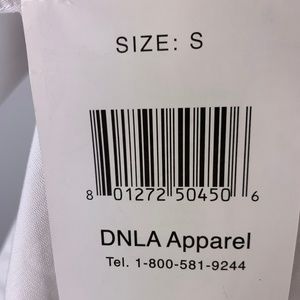 SIZE: S
8 01272 50450 6
DNLA Apparel
Tel. 1-800-581-9244